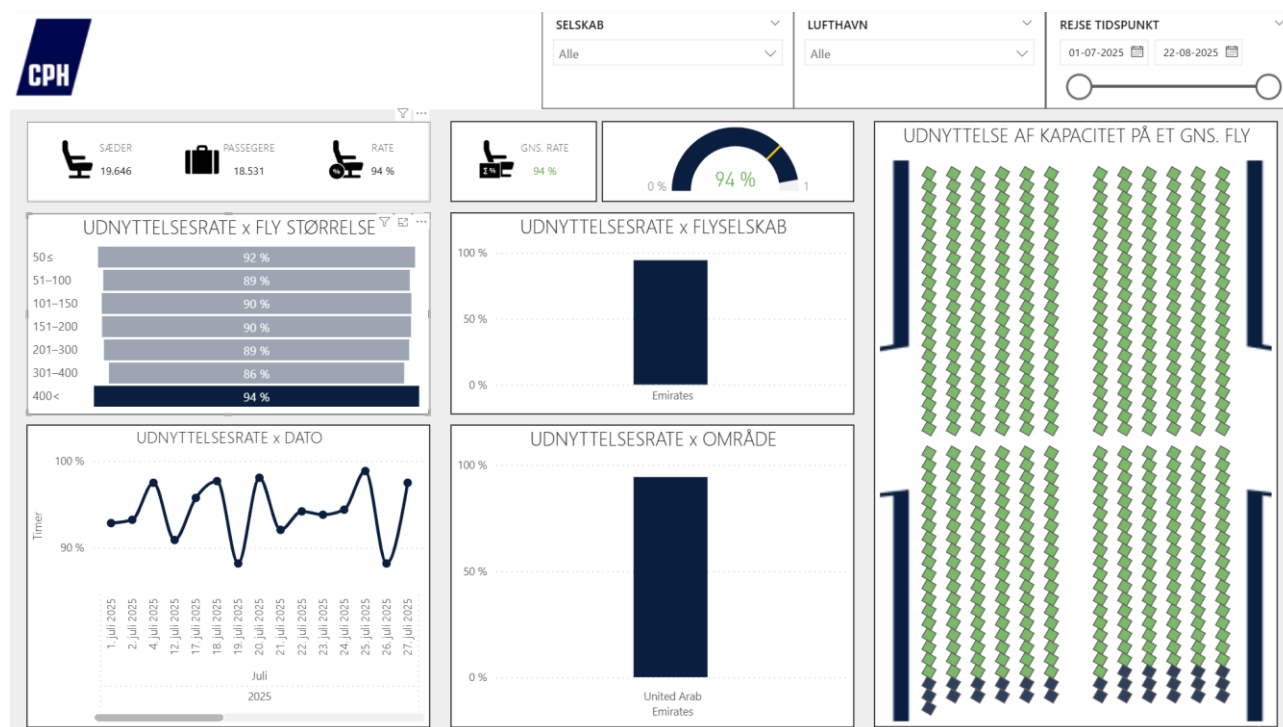 CPH
SELSKAB
Alle
LUFTHAVN
Alle
REJSE TIDSPUNKT
01-07-2025
22-08-2025
SÆDER
19.646
PASSEGERE
18.531
RATE
94 %
GNS. RATE
94 %
Σ%
%
0 %
94 %
1
UDNYTTELSE AF KAPACITET PÅ ET GNS. FLY
UDNYTTELSESRATE x FLY STØRRELSE
50≤ 92 %
51–100 89 %
101–150 90 %
151–200 90 %
201–300 89 %
301–400 86 %
400< 94 %
UDNYTTELSESRATE x FLYSELSKAB
100 %
50 %
0 %
Emirates
UDNYTTELSESRATE x DATO
Timer
100 %
90 %
1. juli 2025
2. juli 2025
4. juli 2025
12. juli 2025
17. juli 2025
18. juli 2025
19. juli 2025
20. juli 2025
21. juli 2025
22. juli 2025
23. juli 2025
24. juli 2025
25. juli 2025
26. juli 2025
27. juli 2025
Juli
2025
UDNYTTELSESRATE x OMRÅDE
100 %
50 %
0 %
United Arab
Emirates